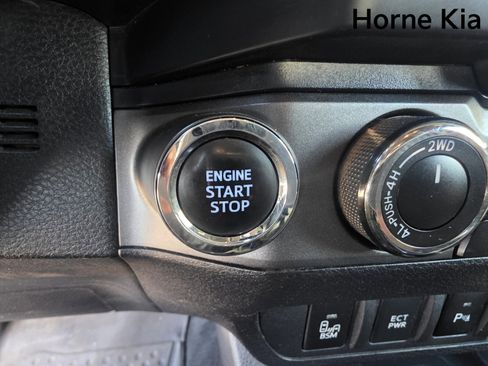 Horne Kia
ENGINE
START
STOP
2WD
4L-PUSH-4H
BSM
ECT
PWR
P